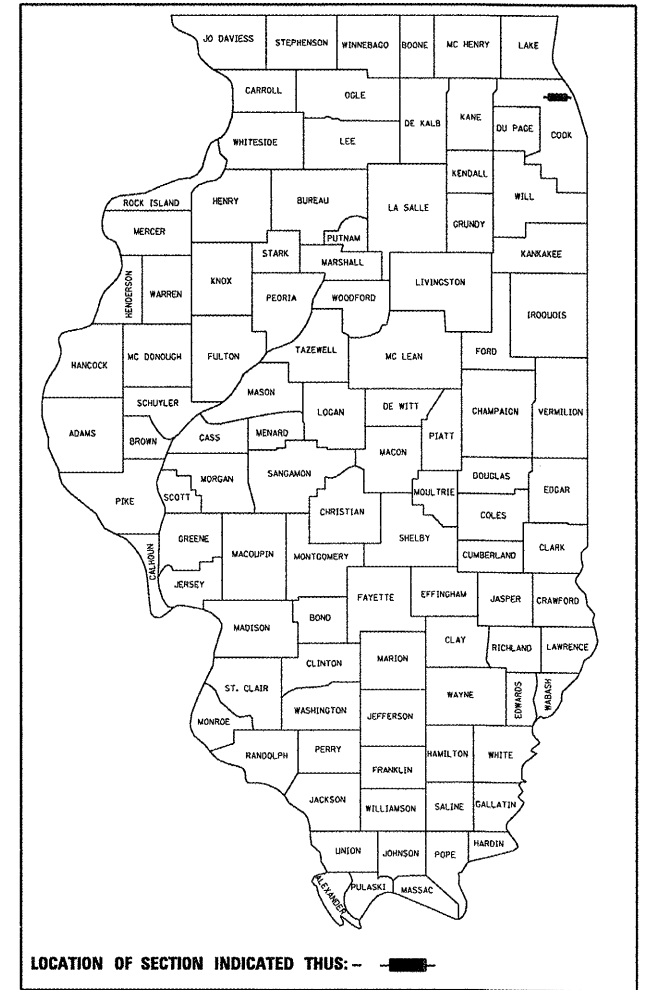 JO DAVIESS STEPHENSON WINNEBAGO BOONE MC HENRY LAKE
CARROLL OGLE DE KALB KANE DU PAGE COOK
WHITESIDE LEE
KENDALL WILL
ROCK ISLAND HENRY BUREAU LA SALLE GRUNDY
MERCER PUTNAM
STARK MARSHALL KANKAKEE
HENDERSON WARREN KNOX PEORIA WOODFORD LIVINGSTON
IROQUOIS
HANCOCK MC DONOUGH FULTON TAZEWELL MC LEAN FORD
MASON
SCHUYLER LOGAN DE WITT CHAMPAIGN VERMILION
ADAMS BROWN CASS MENARD PIATT
MACON
MORGAN SANGAMON DOUGLAS EDGAR
PIKE SCOTT CHRISTIAN MOULTRIE
COLES
GREENE MACOUPIN MONTGOMERY SHELBY
CALHOUN CUMBERLAND CLARK
JERSEY FAYETTE EFFINGHAM JASPER CRAWFORD
MADISON BOND
CLAY RICHLAND LAWRENCE
CLINTON MARION
ST. CLAIR WAYNE EDWARDS WABASH
WASHINGTON JEFFERSON
MONROE
RANDOLPH PERRY HAMILTON WHITE
FRANKLIN
JACKSON WILLIAMSON SALINE GALLATIN
UNION JOHNSON POPE HARDIN
ALEXANDER PULASKI MASSAC
LOCATION OF SECTION INDICATED THUS: -